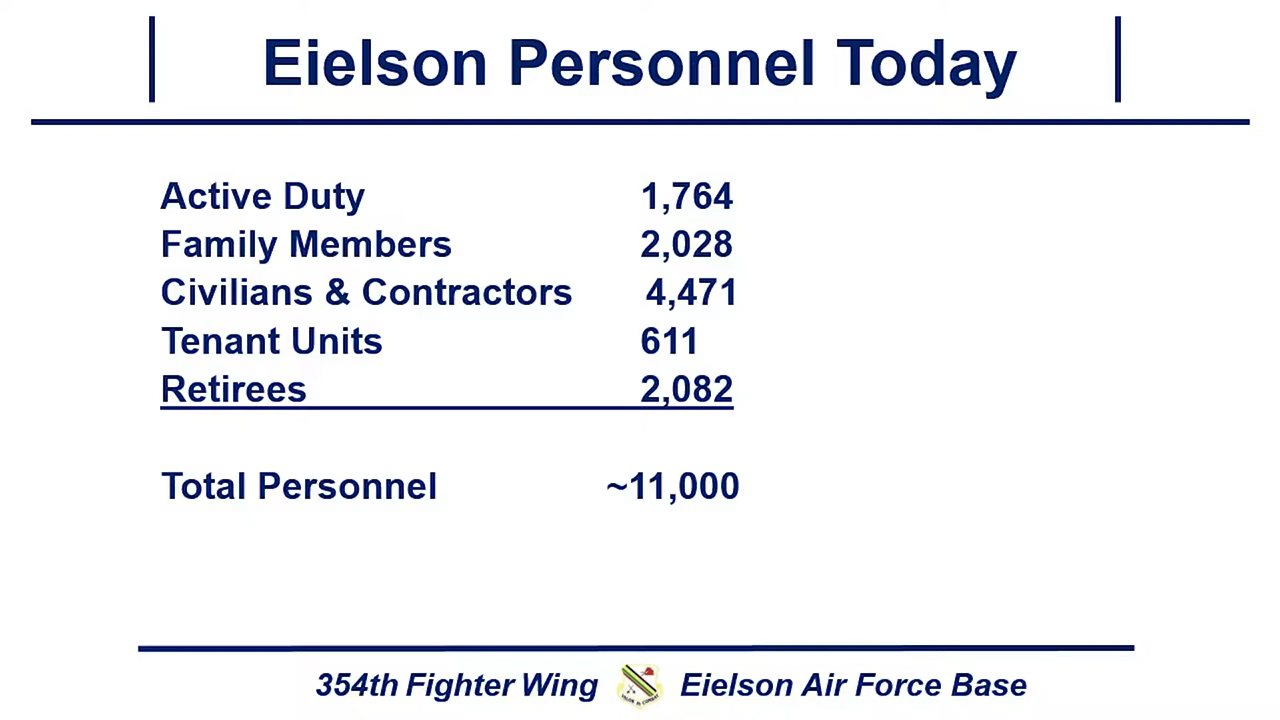 Eielson Personnel Today
Active Duty 1,764
Family Members 2,028
Civilians & Contractors 4,471
Tenant Units 611
Retirees 2,082
Total Personnel ~11,000
354th Fighter Wing Eielson Air Force Base